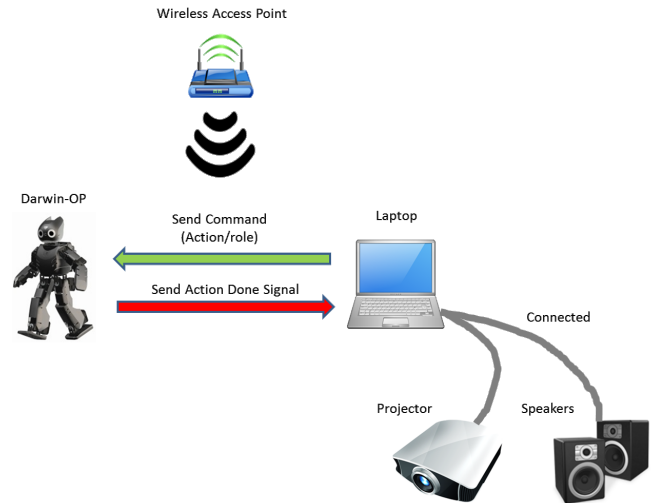 Wireless Access Point
Darwin-OP
Send Command
(Action/role)
Laptop
Send Action Done Signal
Connected
Projector
Speakers